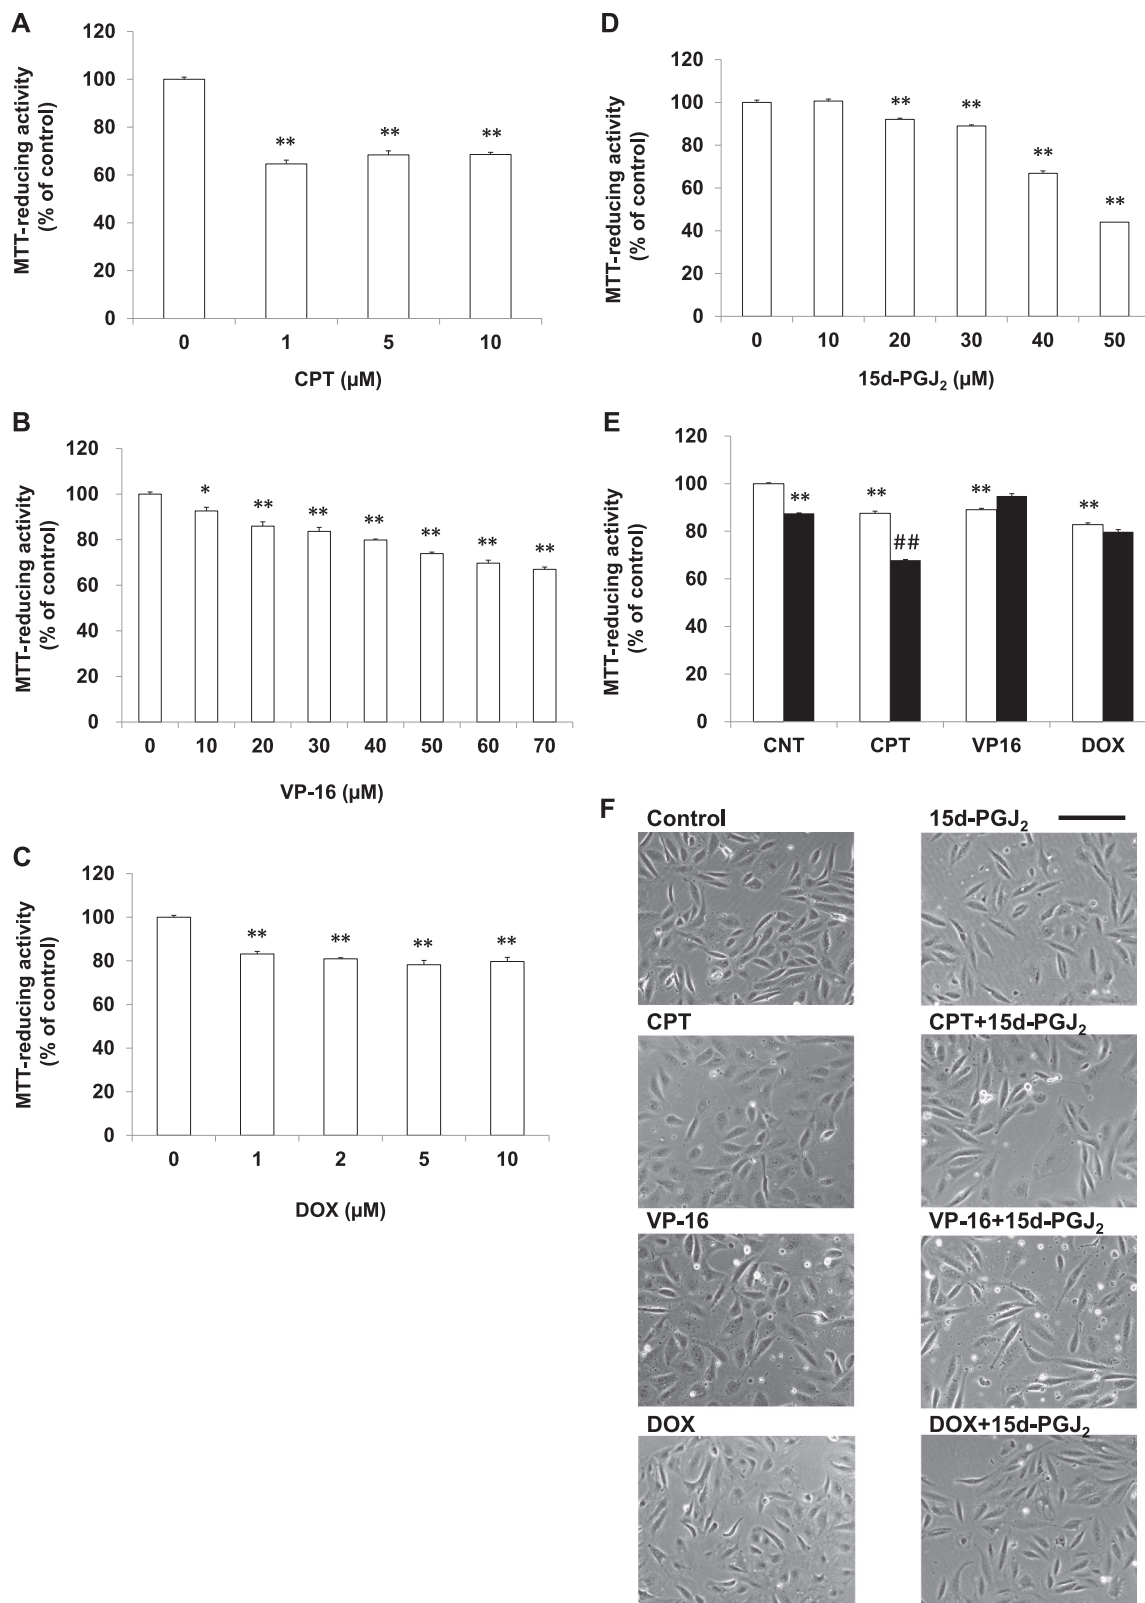 A
MTT-reducing activity
(% of control)
120
100
80
60
40
20
0
** ** **
0 1 5 10
CPT (µM)
B
MTT-reducing activity
(% of control)
120
100
80
60
40
20
0
* ** ** ** ** ** **
0 10 20 30 40 50 60 70
VP-16 (µM)
C
MTT-reducing activity
(% of control)
120
100
80
60
40
20
0
** ** ** **
0 1 2 5 10
DOX (µM)
D
MTT-reducing activity
(% of control)
120
100
80
60
40
20
0
** ** ** **
0 10 20 30 40 50
15d-PGJ₂ (µM)
E
MTT-reducing activity
(% of control)
120
100
80
60
40
20
0
** ** ## ** **
CNT CPT VP16 DOX
F
Control 15d-PGJ₂
CPT CPT+15d-PGJ₂
VP-16 VP-16+15d-PGJ₂
DOX DOX+15d-PGJ₂